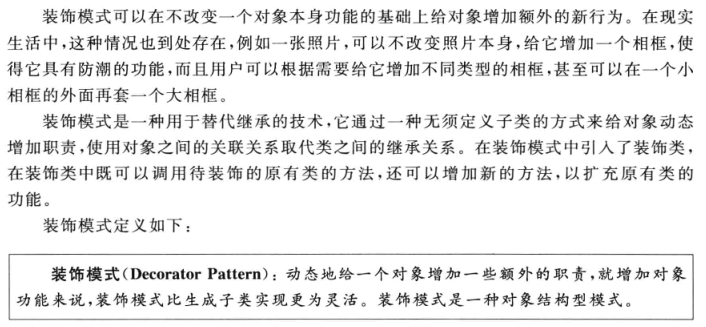 装饰模式可以在不改变一个对象本身功能的基础上给对象增加额外的新行为。在现实
生活中,这种情况也到处存在,例如一张照片,可以不改变照片本身,给它增加一个相框,使
得它具有防潮的功能,而且用户可以根据需要给它增加不同类型的相框,甚至可以在一个小
相框的外面再套一个大相框。
装饰模式是一种用于替代继承的技术,它通过一种无须定义子类的方式来给对象动态
增加职责,使用对象之间的关联关系取代类之间的继承关系。在装饰模式中引入了装饰类,
在装饰类中既可以调用待装饰的原有类的方法,还可以增加新的方法,以扩充原有类的
功能。
装饰模式定义如下:
装饰模式(Decorator Pattern):动态地给一个对象增加一些额外的职责,就增加对象
功能来说,装饰模式比生成子类实现更为灵活。装饰模式是一种对象结构型模式。